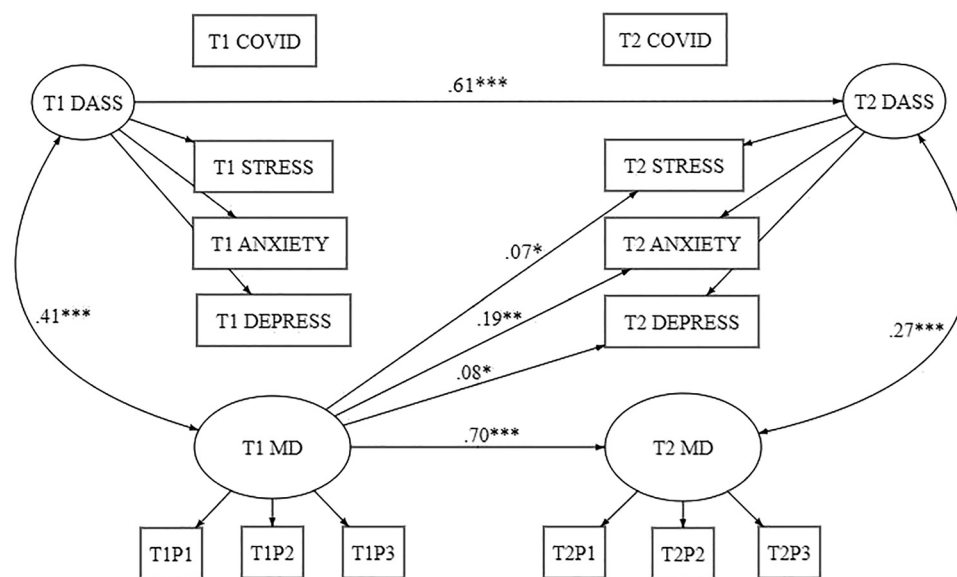 T1 COVID
T2 COVID
T1 DASS
.61***
T2 DASS
T1 STRESS
T2 STRESS
T1 ANXIETY
T2 ANXIETY
.07*
T1 DEPRESS
T2 DEPRESS
.41***
.19**
.27***
.08*
T1 MD
.70***
T2 MD
T1P1
T1P2
T1P3
T2P1
T2P2
T2P3